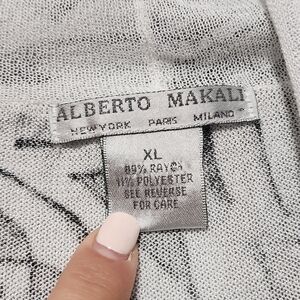 ALBERTO MAKALI
NEW YORK PARIS MILANO
XL
89% RAYON
11% POLYESTER
SEE REVERSE
FOR CARE